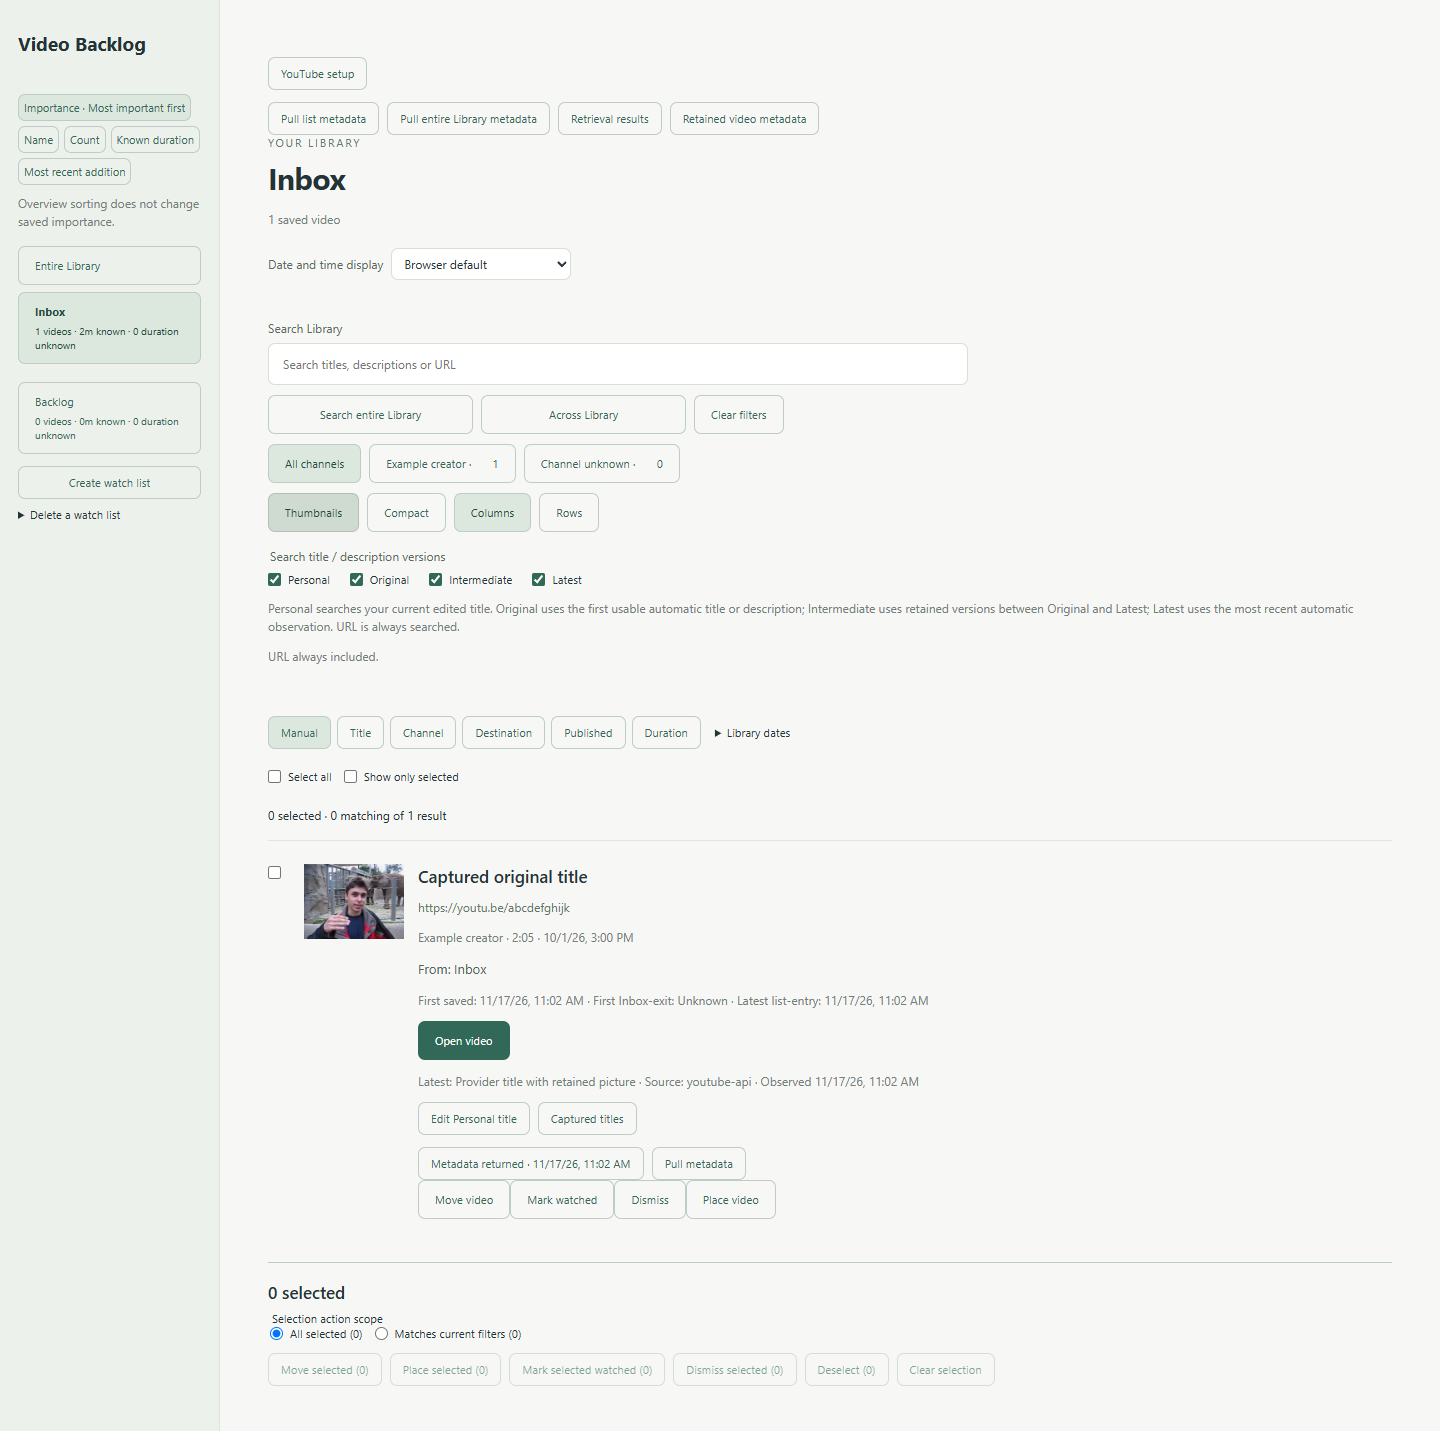 Video Backlog
Importance · Most important first
Name
Count
Known duration
Most recent addition
Overview sorting does not change
saved importance.
Entire Library
Inbox
1 videos · 2m known · 0 duration
unknown
Backlog
0 videos · 0m known · 0 duration
unknown
Create watch list
Delete a watch list
YouTube setup
Pull list metadata
Pull entire Library metadata
Retrieval results
Retained video metadata
YOUR LIBRARY
Inbox
1 saved video
Date and time display
Browser default
Search Library
Search titles, descriptions or URL
Search entire Library
Across Library
Clear filters
All channels
Example creator · 1
Channel unknown · 0
Thumbnails
Compact
Columns
Rows
Search title / description versions
Personal
Original
Intermediate
Latest
Personal searches your current edited title. Original uses the first usable automatic title or description; Intermediate uses retained versions between Original and Latest; Latest uses the most recent automatic
observation. URL is always searched.
URL always included.
Manual
Title
Channel
Destination
Published
Duration
Library dates
Select all
Show only selected
0 selected · 0 matching of 1 result
Captured original title
https://youtu.be/abcdefghijk
Example creator · 2:05 · 10/1/26, 3:00 PM
From: Inbox
First saved: 11/17/26, 11:02 AM · First Inbox-exit: Unknown · Latest list-entry: 11/17/26, 11:02 AM
Open video
Latest: Provider title with retained picture · Source: youtube-api · Observed 11/17/26, 11:02 AM
Edit Personal title
Captured titles
Metadata returned · 11/17/26, 11:02 AM
Pull metadata
Move video
Mark watched
Dismiss
Place video
0 selected
Selection action scope
All selected (0)
Matches current filters (0)
Move selected (0)
Place selected (0)
Mark selected watched (0)
Dismiss selected (0)
Deselect (0)
Clear selection